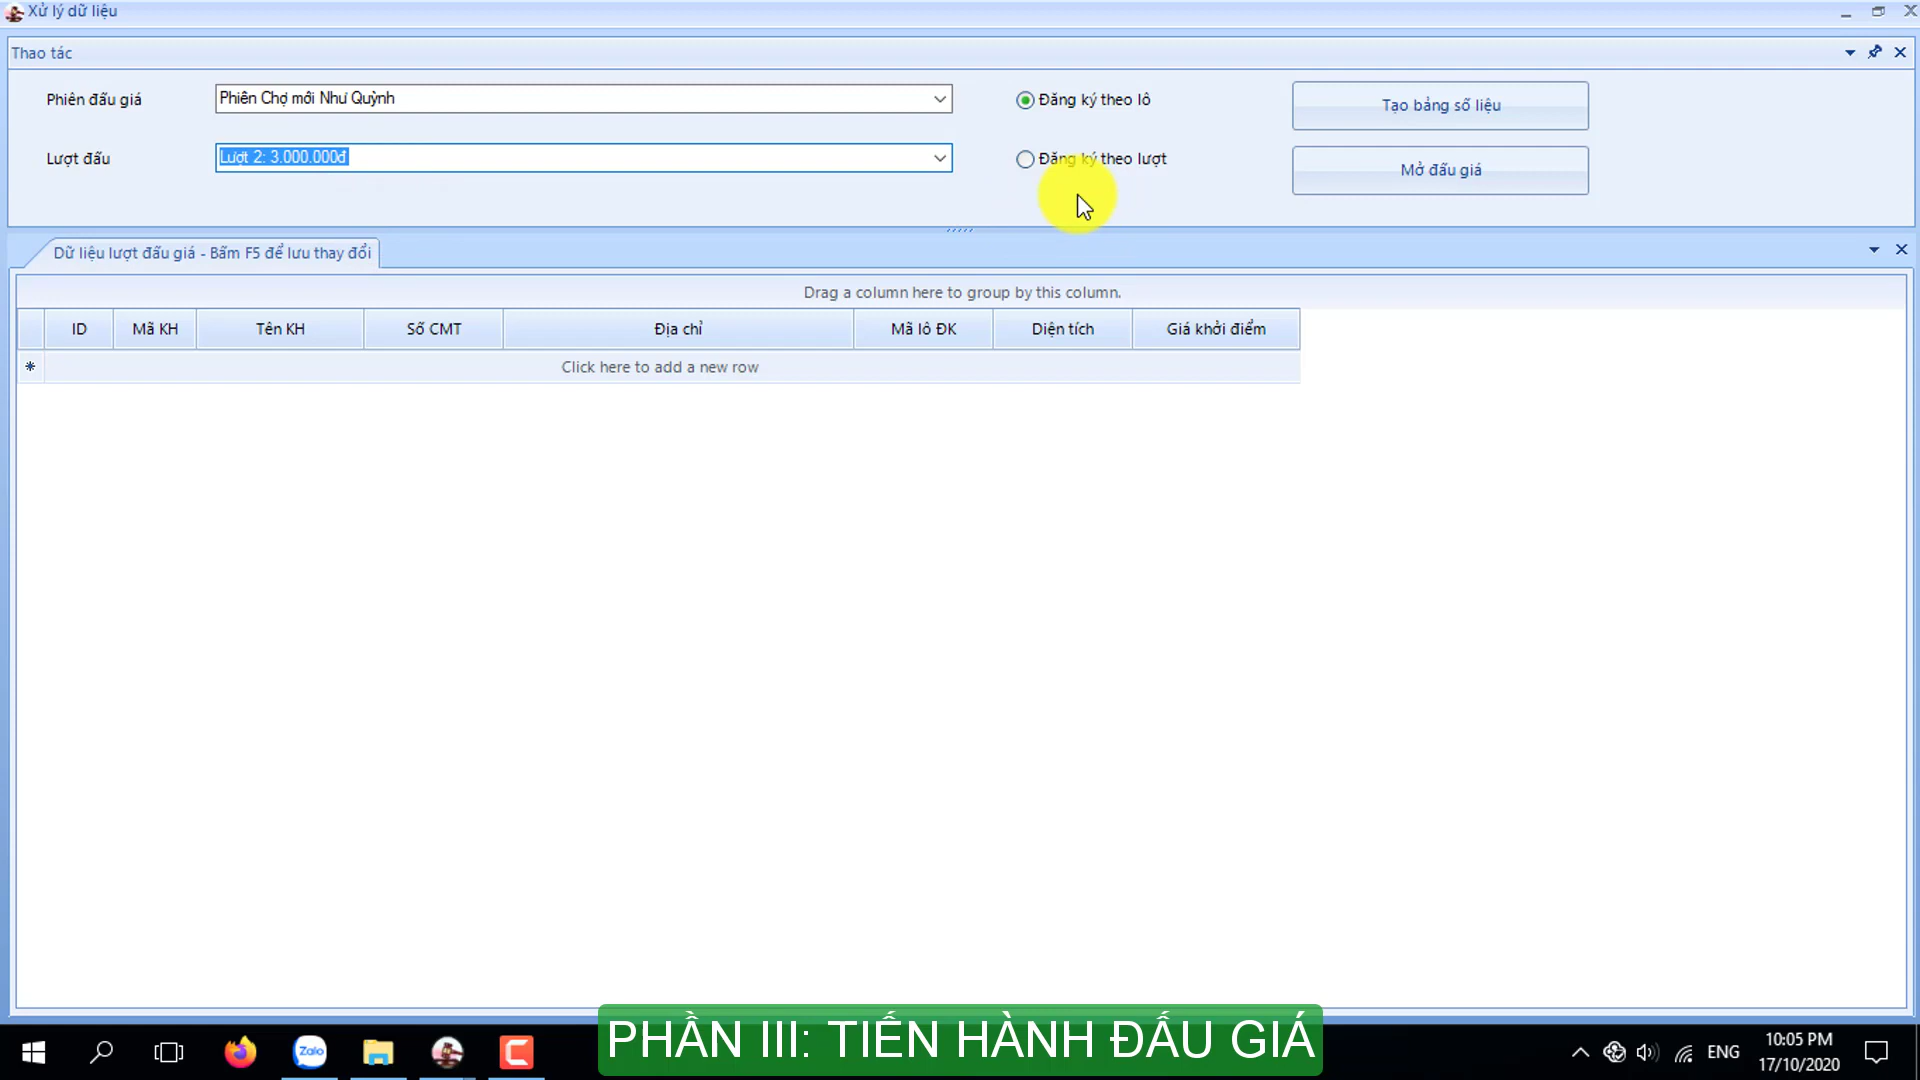 Xử lý dữ liệu
Thao tác
Phiên đấu giá
Phiên Chợ mới Như Quỳnh
Đăng ký theo lô
Tạo bảng số liệu
Lượt đấu
Lượt 2: 3.000.000đ
Đăng ký theo lượt
Mở đấu giá
Dữ liệu lượt đấu giá - Bấm F5 để lưu thay đổi
Drag a column here to group by this column.
ID Mã KH Tên KH Số CMT Địa chỉ Mã lô ĐK Diện tích Giá khởi điểm
Click here to add a new row
PHẦN III: TIẾN HÀNH ĐẤU GIÁ
Zalo
ENG
10:05 PM
17/10/2020